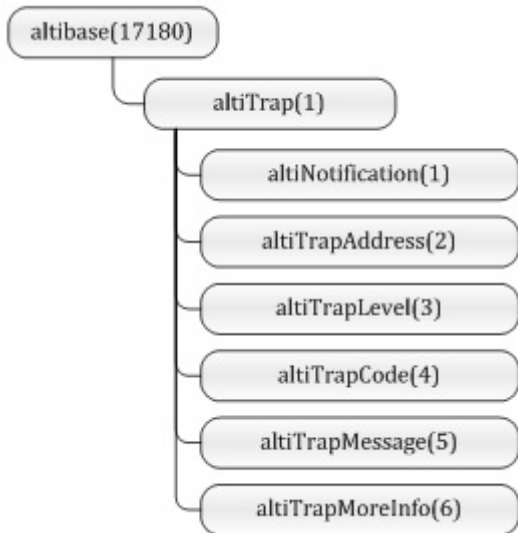 altibase(17180)
altiTrap(1)
altiNotification(1)
altiTrapAddress(2)
altiTrapLevel(3)
altiTrapCode(4)
altiTrapMessage(5)
altiTrapMoreInfo(6)